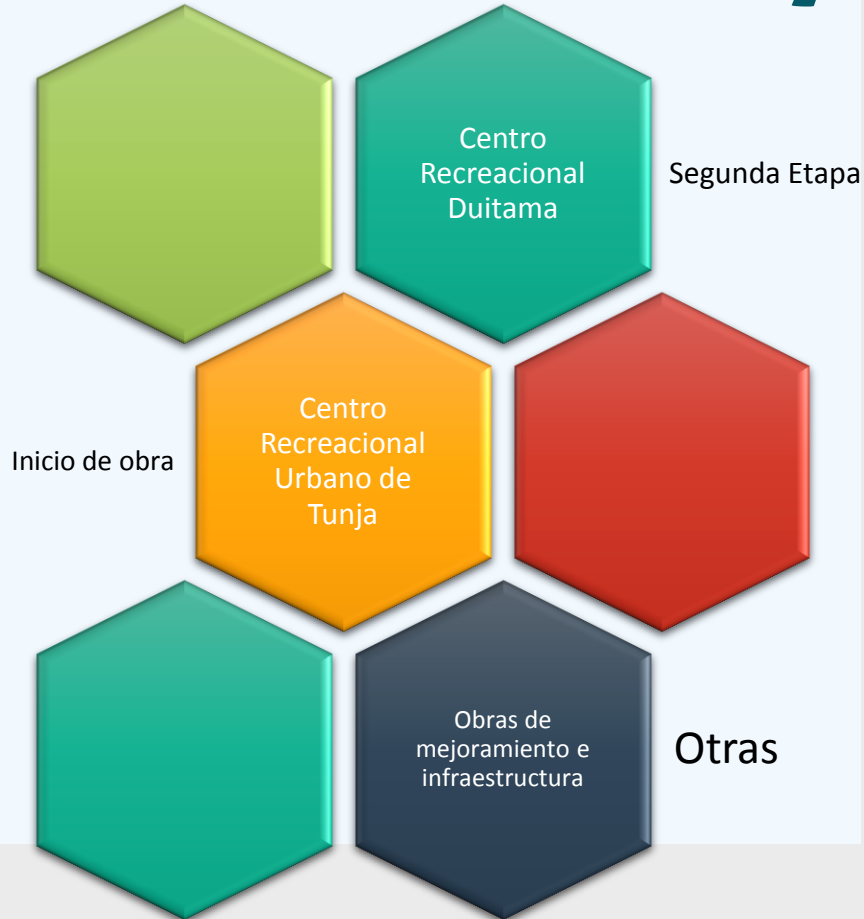 Centro
Recreacional
Duitama
Segunda Etapa
Inicio de obra
Centro
Recreacional
Urbano de
Tunja
Obras de
mejoramiento e
infraestructura
Otras